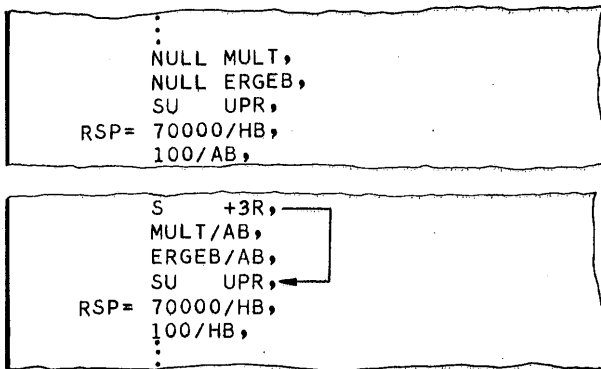 NULL MULT,
NULL ERGEB,
SU UPR,
RSP= 70000/HB,
100/AB,
S +3R,
MULT/AB,
ERGEB/AB,
SU UPR,
RSP= 70000/HB,
100/HB,